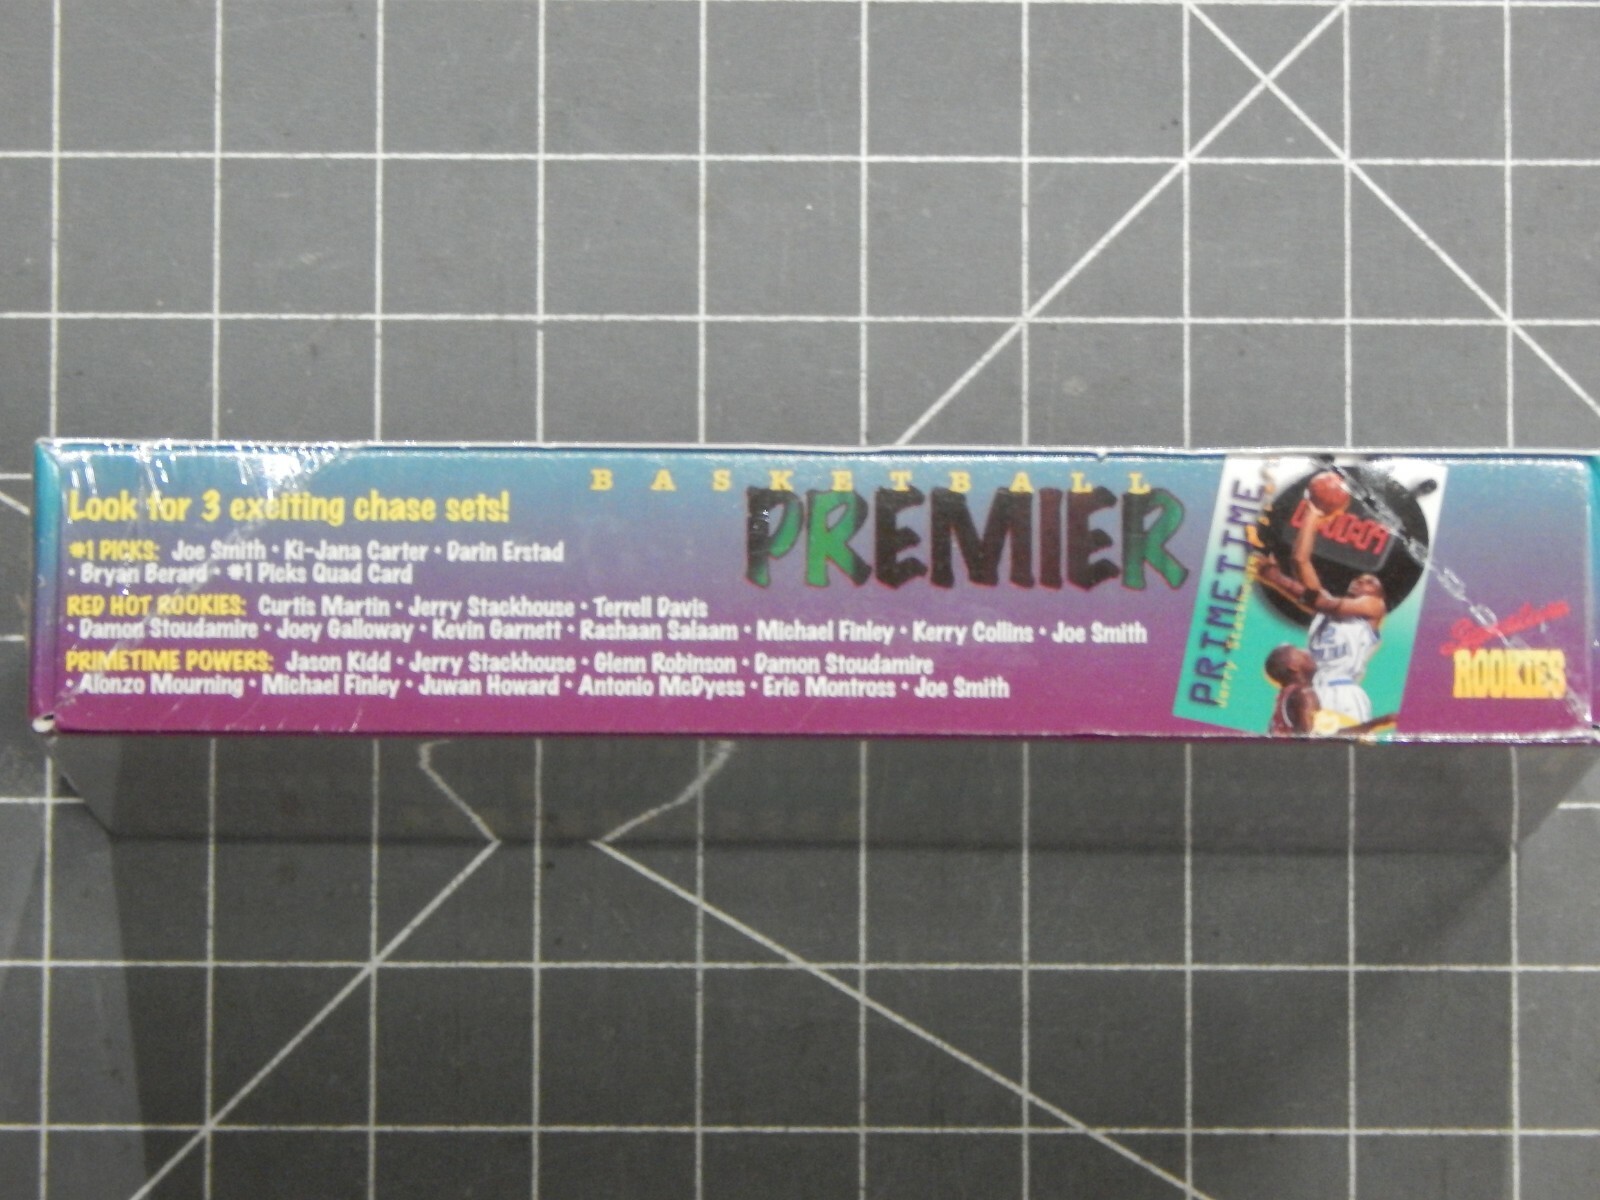 BASKETBALL
PREMIER
Look for 3 exciting chase sets!
#1 PICKS: Joe Smith • Ki-Jana Carter • Darin Erstad
• Bryan Berard • #1 Picks Quad Card
RED HOT ROOKIES: Curtis Martin • Jerry Stackhouse • Terrell Davis
• Damon Stoudamire • Joey Galloway • Kevin Garnett • Rashaan Salaam • Michael Finley • Kerry Collins • Joe Smith
PRIMETIME POWERS: Jason Kidd • Jerry Stackhouse • Glenn Robinson • Damon Stoudamire
• Alonzo Mourning • Michael Finley • Juwan Howard • Antonio McDyess • Eric Montross • Joe Smith
PRIMETIME
Jerry Stackhouse
ROOKIES